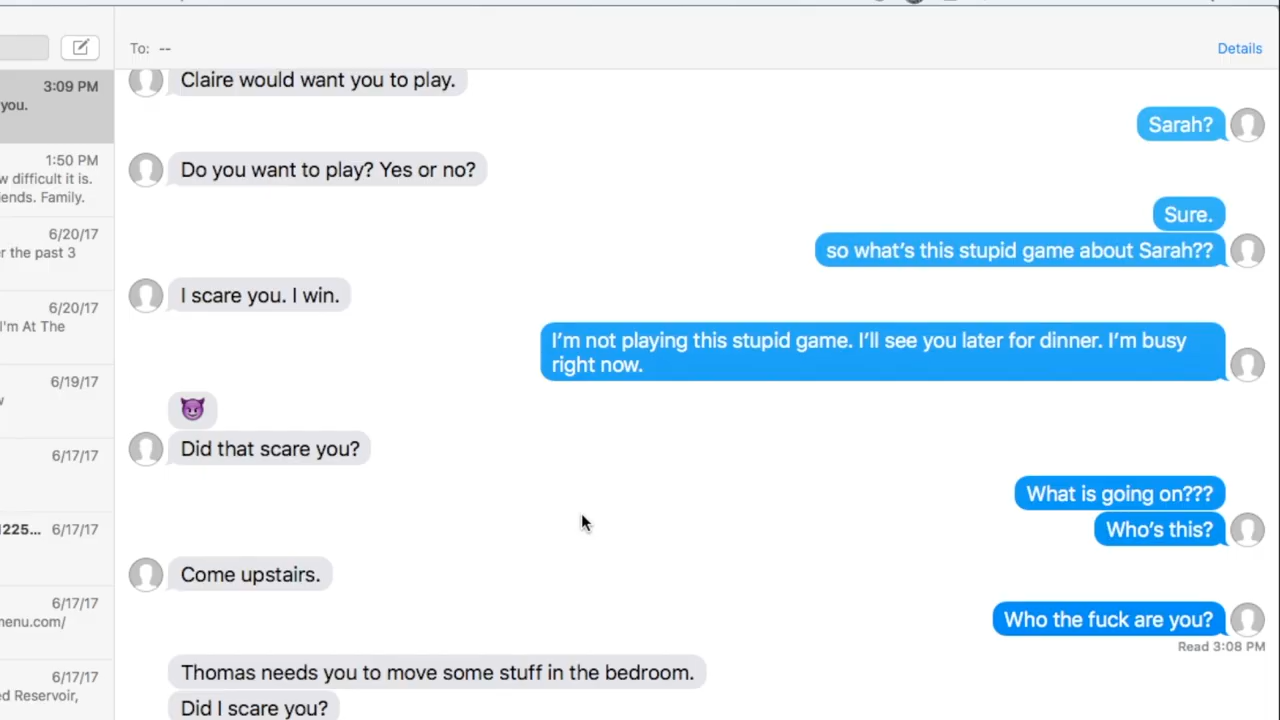 To: --
Details
3:09 PM
you.
1:50 PM
w difficult it is.
ends. Family.
6/20/17
r the past 3
6/20/17
I'm At The
6/19/17
6/17/17
1225... 6/17/17
6/17/17
menu.com/
6/17/17
ed Reservoir,
Claire would want you to play.
Sarah?
Do you want to play? Yes or no?
Sure.
so what's this stupid game about Sarah??
I scare you. I win.
I'm not playing this stupid game. I'll see you later for dinner. I'm busy
right now.
Did that scare you?
What is going on???
Who's this?
Come upstairs.
Who the fuck are you?
Read 3:08 PM
Thomas needs you to move some stuff in the bedroom.
Did I scare you?